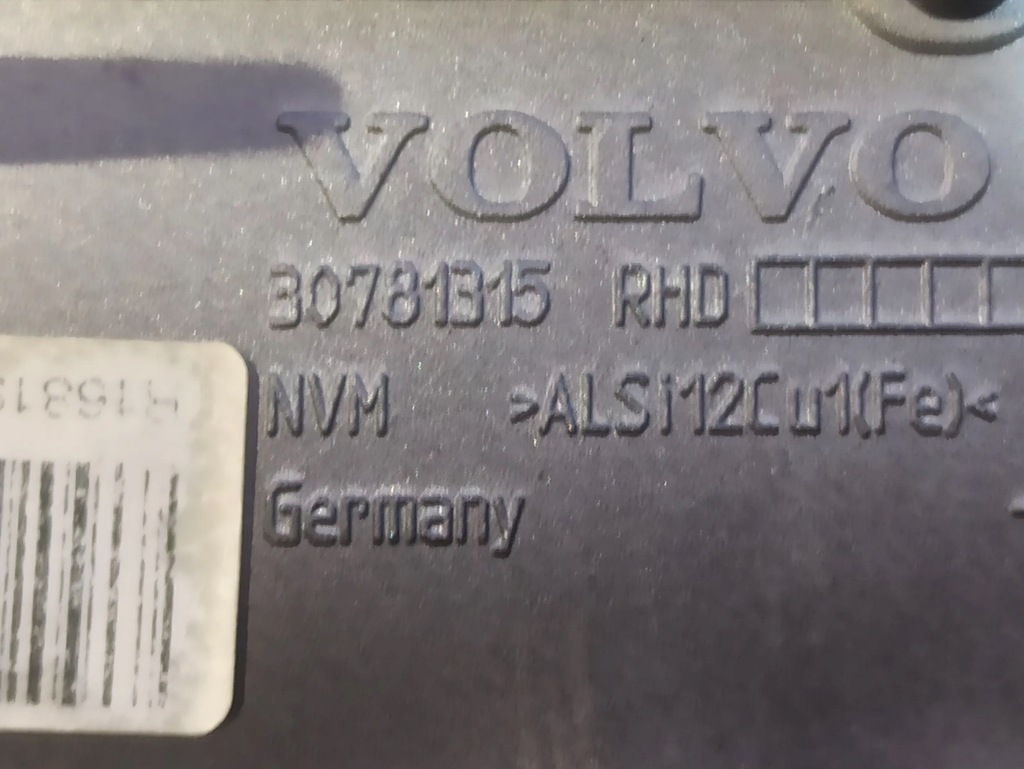 VOLVO
30781315 RHD
NVM >ALSi12Cu1(Fe)<
Germany